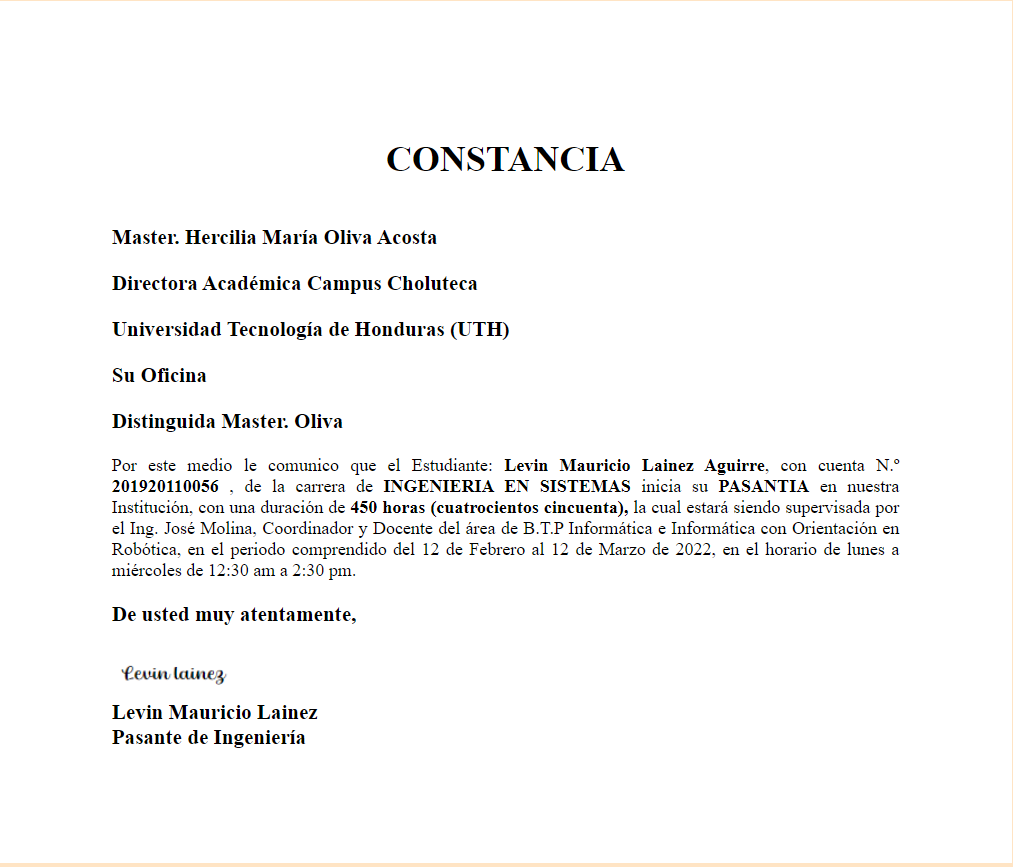 CONSTANCIA
Master. Hercilia María Oliva Acosta
Directora Académica Campus Choluteca
Universidad Tecnología de Honduras (UTH)
Su Oficina
Distinguida Master. Oliva
Por este medio le comunico que el Estudiante: Levin Mauricio Lainez Aguirre, con cuenta N.º
201920110056 , de la carrera de INGENIERIA EN SISTEMAS inicia su PASANTIA en nuestra
Institución, con una duración de 450 horas (cuatrocientos cincuenta), la cual estará siendo supervisada por
el Ing. José Molina, Coordinador y Docente del área de B.T.P Informática e Informática con Orientación en
Robótica, en el periodo comprendido del 12 de Febrero al 12 de Marzo de 2022, en el horario de lunes a
miércoles de 12:30 am a 2:30 pm.
De usted muy atentamente,
Levin lainez
Levin Mauricio Lainez
Pasante de Ingeniería